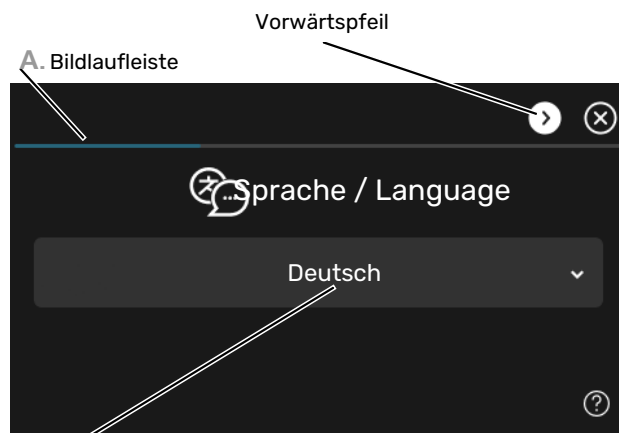 Vorwärtspfeil
A. Bildlaufleiste
Sprache / Language
Deutsch